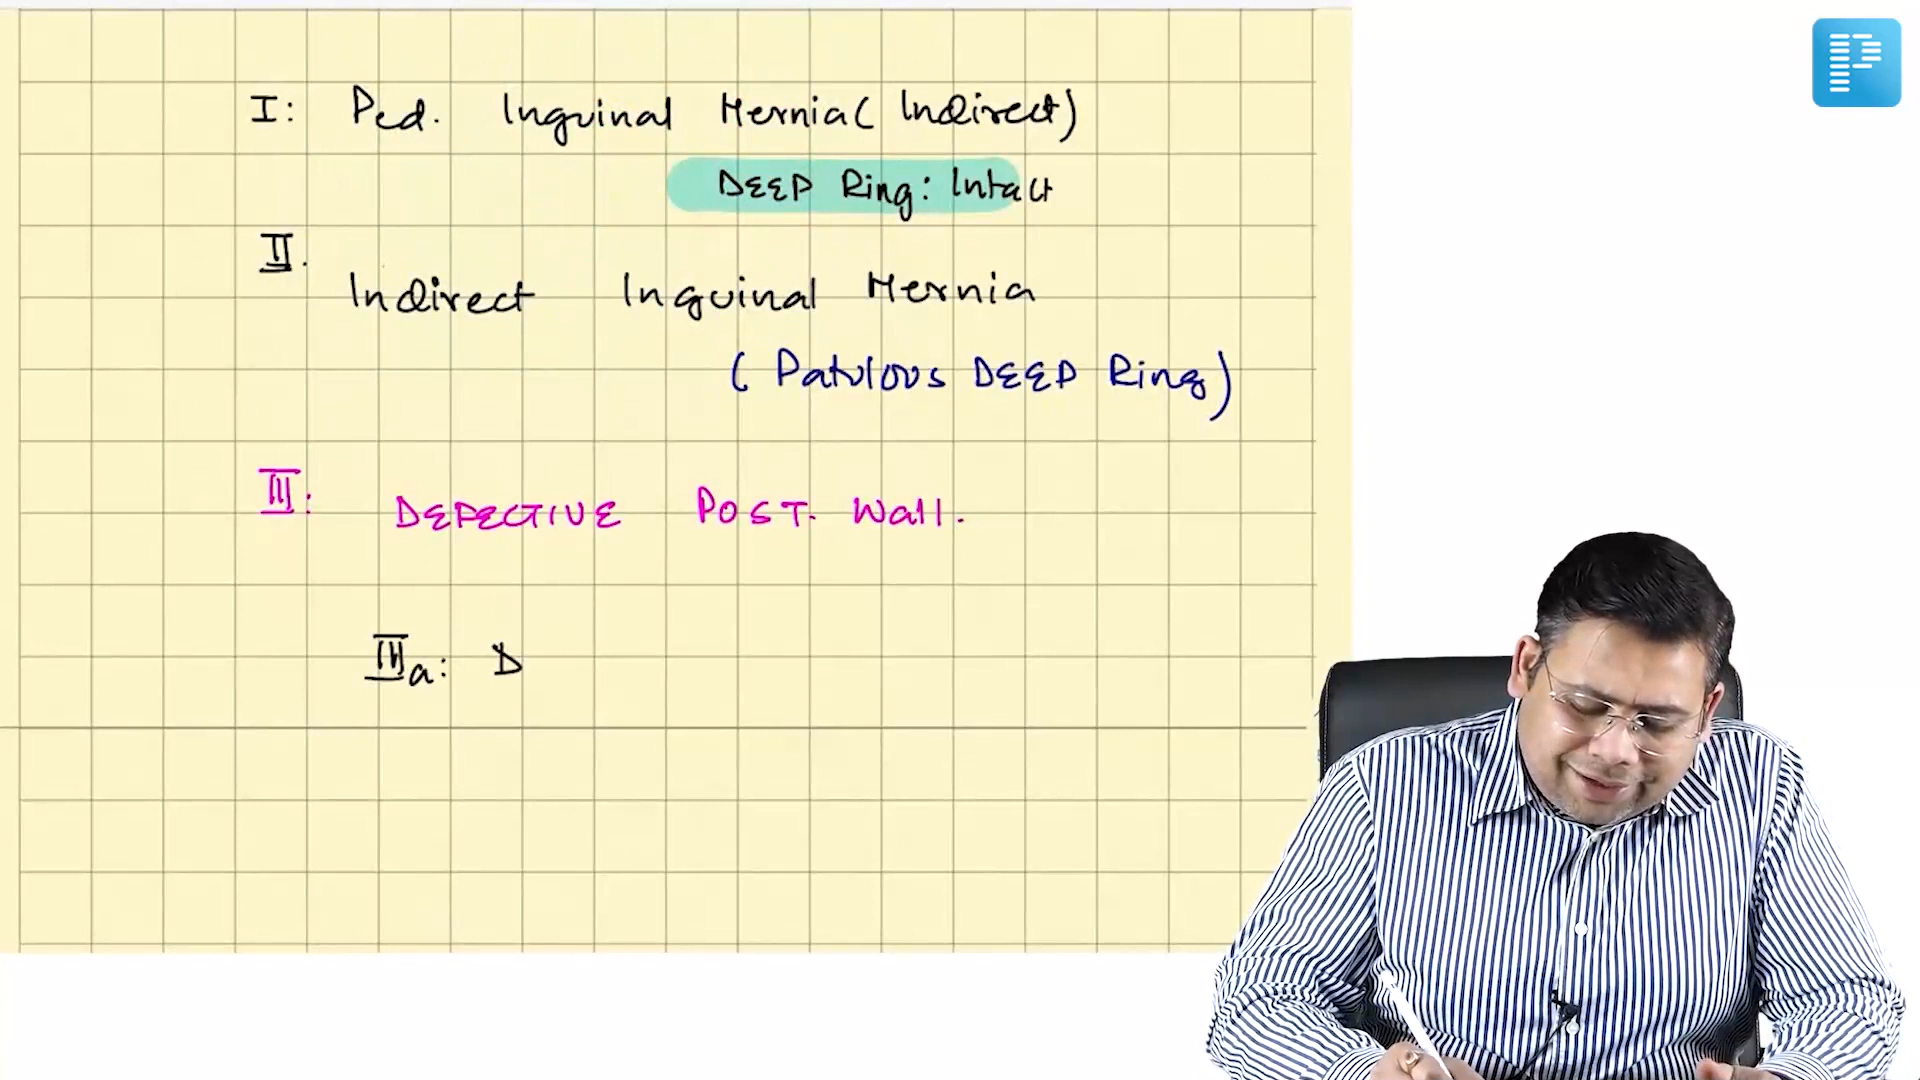 I: Ped. Inguinal Hernia (Indirect)
DEEP Ring: Intact
II.
Indirect Inguinal Hernia
(Patulous DEEP Ring)
III: DEFECTIVE POST. Wall.
IIIa: D